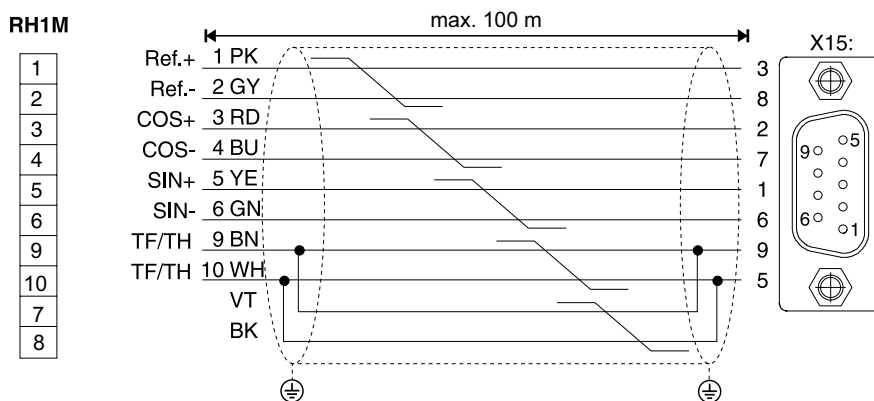 RH1M
max. 100 m
X15:
1
2
3
4
5
6
9
10
7
8
Ref.+ 1 PK 3
Ref.- 2 GY 8
COS+ 3 RD 2
COS- 4 BU 7
SIN+ 5 YE 1
SIN- 6 GN 6
TF/TH 9 BN 9
TF/TH 10 WH 5
VT
BK
5
9
6
1